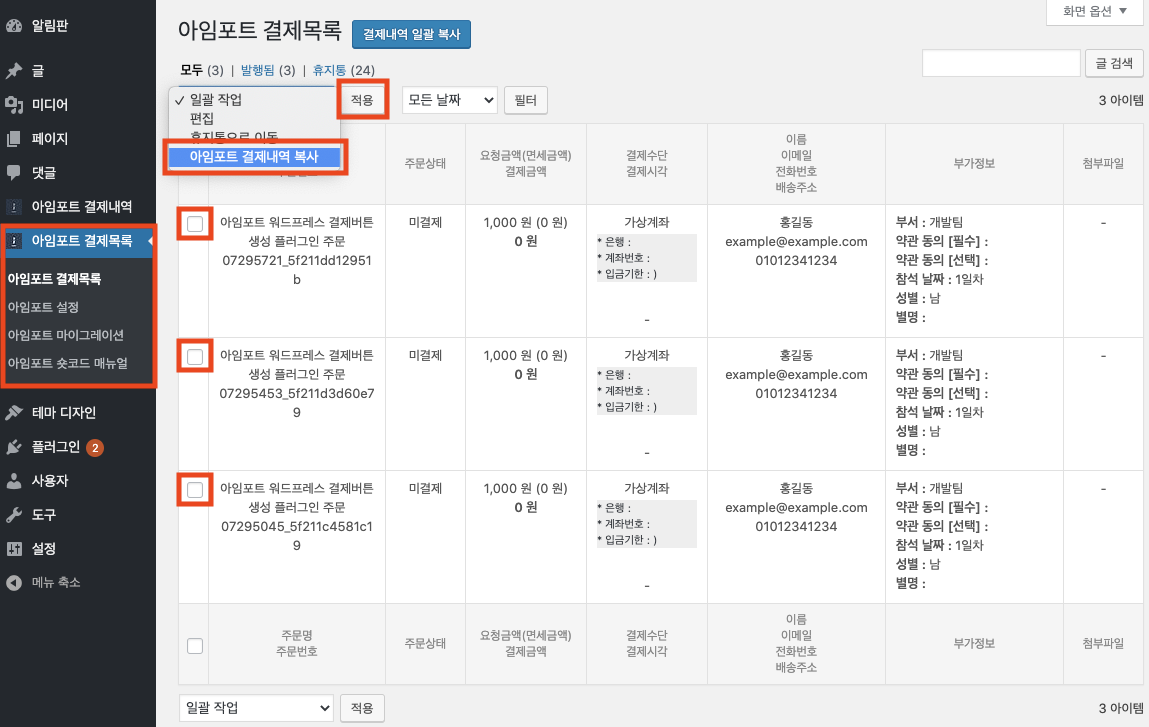 알림판
글
미디어
페이지
댓글
아임포트 결제내역
아임포트 결제목록
아임포트 결제목록
아임포트 설정
아임포트 마이그레이션
아임포트 숏코드 매뉴얼
테마 디자인
플러그인 2
사용자
도구
설정
메뉴 축소
화면 옵션 ▼
아임포트 결제목록 결제내역 일괄 복사
모두 (3) | 발행됨 (3) | 휴지통 (24)
글 검색
✓ 일괄 작업
편집
휴지통으로 이동
아임포트 결제내역 복사
적용 모든 날짜 필터
3 아이템
주문상태
요청금액(면세금액)
결제금액
결제수단
결제시각
이름
이메일
전화번호
배송주소
부가정보
첨부파일
아임포트 워드프레스 결제버튼
생성 플러그인 주문
07295721_5f211dd12951
b
미결제
1,000 원 (0 원)
0 원
가상계좌
* 은행 :
* 계좌번호 :
* 입금기한 : )
-
홍길동
example@example.com
01012341234
부서 : 개발팀
약관 동의 [필수] :
약관 동의 [선택] :
참석 날짜 : 1일차
성별 : 남
별명 :
-
아임포트 워드프레스 결제버튼
생성 플러그인 주문
07295453_5f211d3d60e7
9
미결제
1,000 원 (0 원)
0 원
가상계좌
* 은행 :
* 계좌번호 :
* 입금기한 : )
-
홍길동
example@example.com
01012341234
부서 : 개발팀
약관 동의 [필수] :
약관 동의 [선택] :
참석 날짜 : 1일차
성별 : 남
별명 :
-
아임포트 워드프레스 결제버튼
생성 플러그인 주문
07295045_5f211c4581c1
9
미결제
1,000 원 (0 원)
0 원
가상계좌
* 은행 :
* 계좌번호 :
* 입금기한 : )
-
홍길동
example@example.com
01012341234
부서 : 개발팀
약관 동의 [필수] :
약관 동의 [선택] :
참석 날짜 : 1일차
성별 : 남
별명 :
-
주문명
주문번호
주문상태
요청금액(면세금액)
결제금액
결제수단
결제시각
이름
이메일
전화번호
배송주소
부가정보
첨부파일
일괄 작업 적용
3 아이템